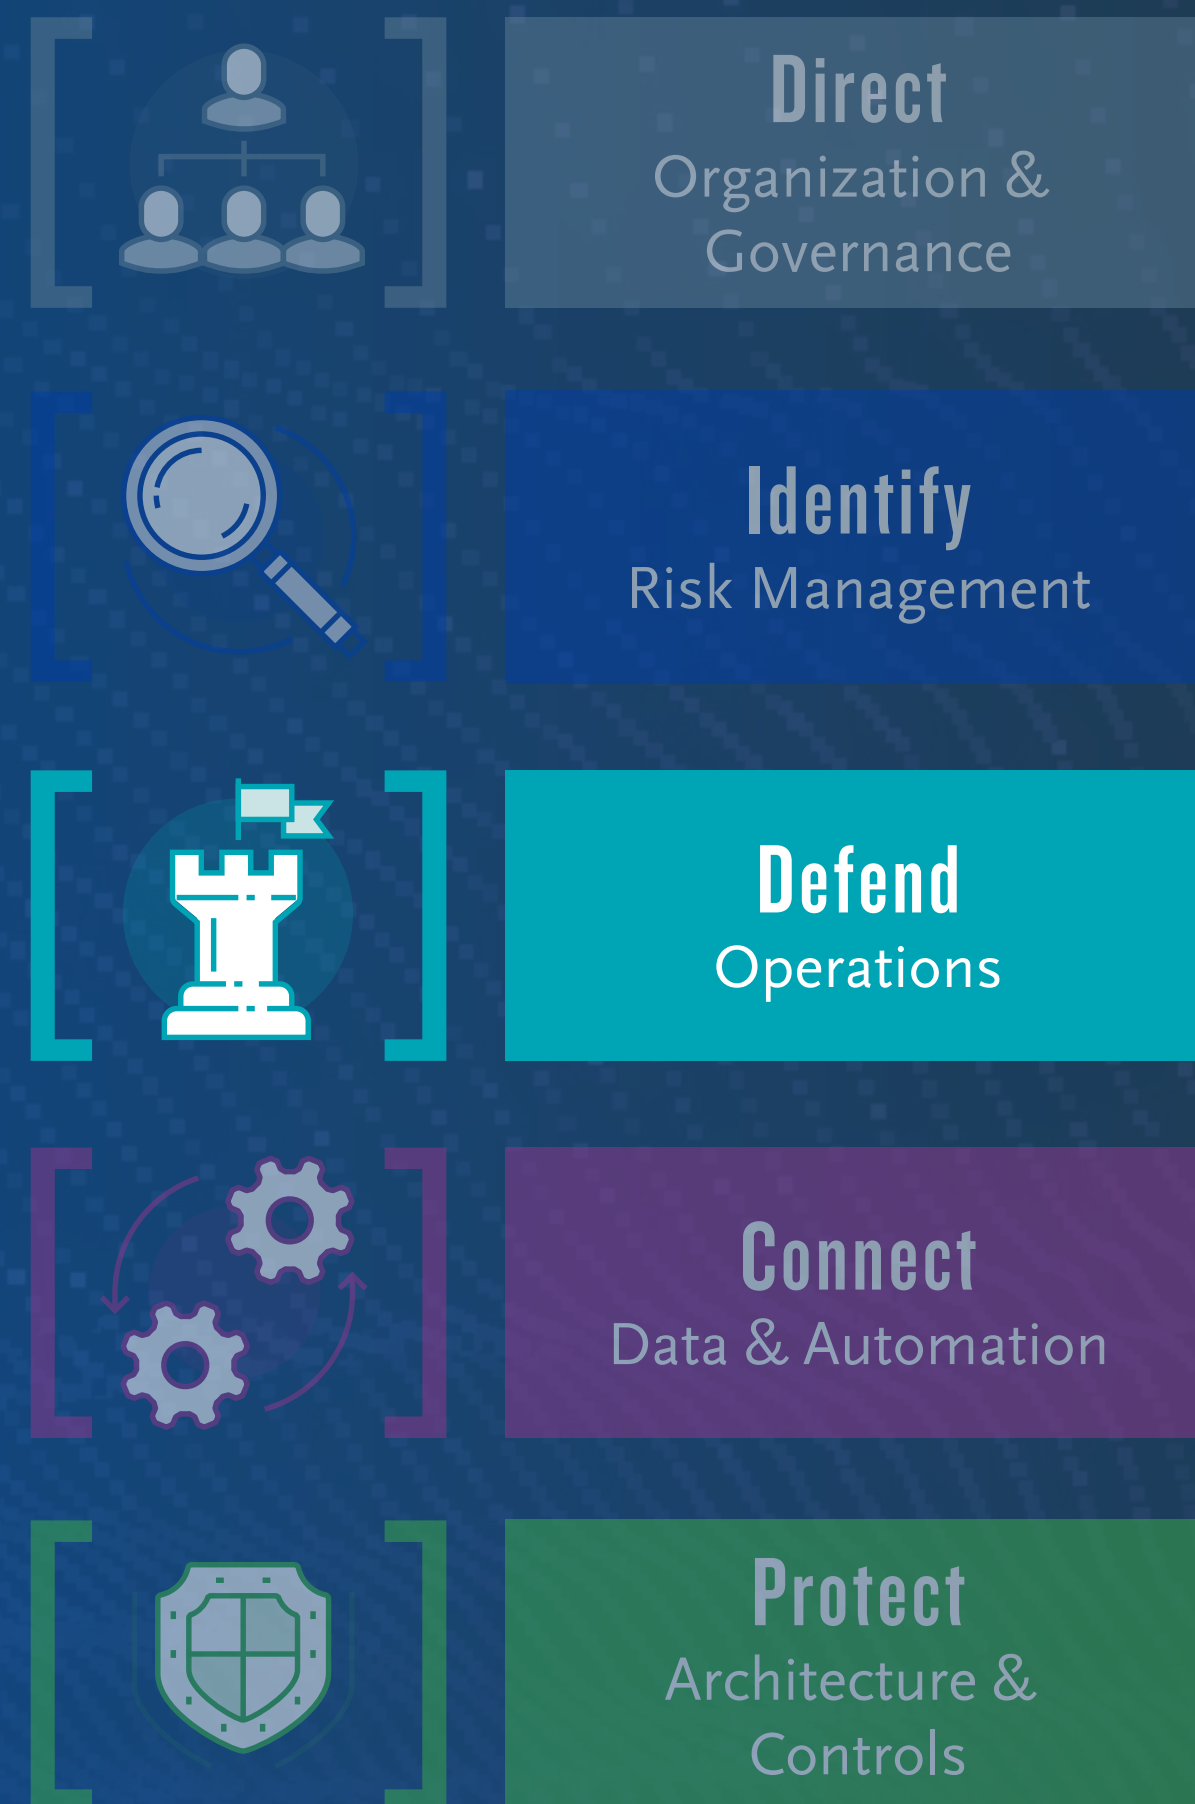 Direct
Organization &
Governance
Identify
Risk Management
Defend
Operations
Connect
Data & Automation
Protect
Architecture &
Controls